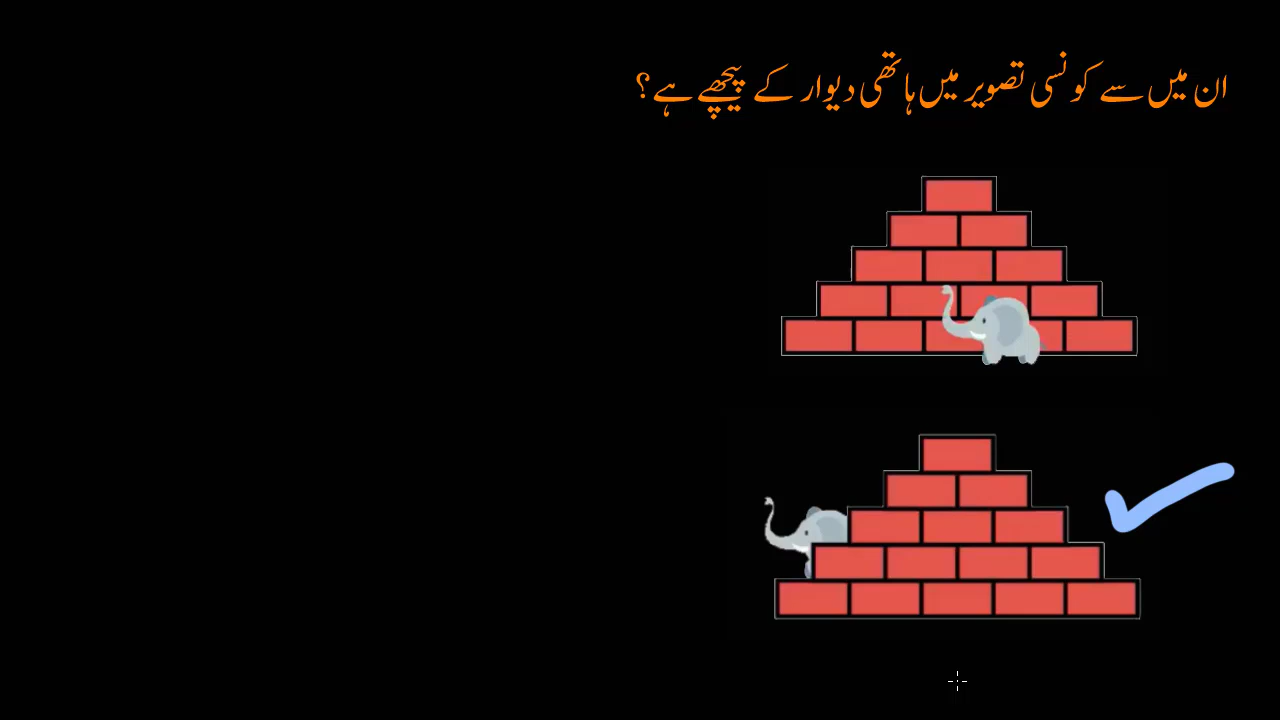 ان میں سے کونسی تصویر میں ہاتھی دیوار کے پیچھے ہے؟